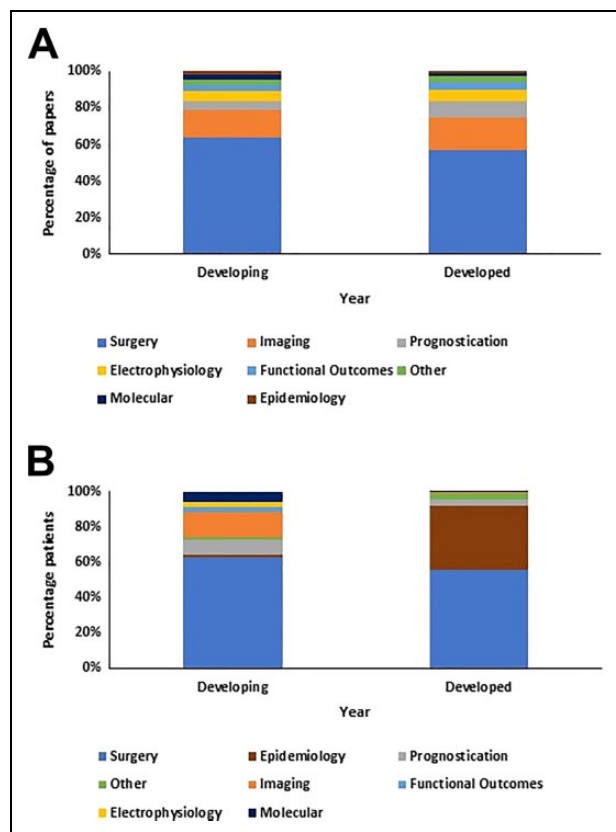 A
100%
80%
60%
40%
20%
0%
Percentage of papers
Developing Developed
Year
Surgery Imaging Prognostication
Electrophysiology Functional Outcomes Other
Molecular Epidemiology
B
100%
80%
60%
40%
20%
0%
Percentage patients
Developing Developed
Year
Surgery Epidemiology Prognostication
Other Imaging Functional Outcomes
Electrophysiology Molecular